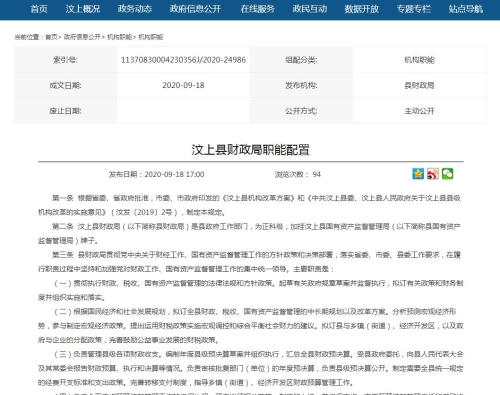 首页 汶上概况 政务动态 政府信息公开 在线服务 政民互动 数据开放 专题专栏 站点导航
当前位置：首页> 政府信息公开> 机构职能> 机构职能
索引号: 11370830004230356J/2020-24986 组配分类: 机构职能
成文日期: 2020-09-18 发布机构: 县财政局
废止日期: 公开方式: 主动公开
汶上县财政局职能配置
发布日期：2020-09-18 17:00 浏览次数： 94
第一条 根据省委、省政府批准，市委、市政府印发的《汶上县机构改革方案》和《中共汶上县委、汶上县人民政府关于汶上县县级
机构改革的实施意见》（汶发〔2019〕2号），制定本规定。
第二条 汶上县财政局（以下简称县财政局）是县政府工作部门，为正科级，加挂汶上县国有资产监督管理局（以下简称县国有资产
监督管理局）牌子。
第三条 县财政局贯彻党中央关于财经工作、国有资产监督管理工作的方针政策和决策部署，落实省委、市委、县委工作要求，在履
行职责过程中坚持和加强党对财政工作、国有资产监督管理工作的集中统一领导。主要职责是：
（一）贯彻执行财政、税收、国有资产监督管理的法律法规和方针政策。起草有关政府规章草案并监督执行，拟订有关政策和财务制
度并组织实施和落实。
（二）根据国民经济和社会发展规划，拟订全县财政、税收、国有资产监督管理的中长期规划以及改革方案。分析预测宏观经济形
势，参与制定宏观经济政策。提出运用财税政策实施宏观调控和综合平衡社会财力的建议。拟订县与乡镇（街道）、经济开发区，以及政
府与企业的分配政策，完善鼓励公益事业发展的财税政策。
（三）负责管理县级各项财政收支。编制年度县级预决算草案并组织执行，汇总全县财政预决算。受县政府委托，向县人民代表大会
及其常委会报告财政预算、执行和决算等情况。负责审核批复部门（单位）的年度预决算，负责县级预决算公开。制定需要全县统一规定
的经费开支标准和支出政策。完善转移支付制度，指导乡镇（街道）、经济开发区财政预算管理工作。